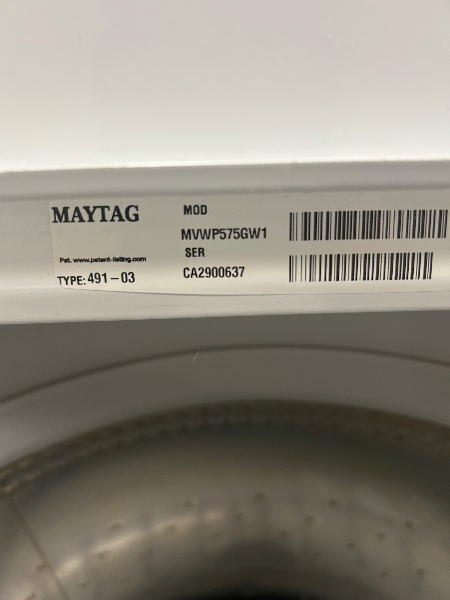 MAYTAG
Pat. www.patent-listing.com
TYPE: 491-03
MOD
MVWP575GW1
SER
CA2900637